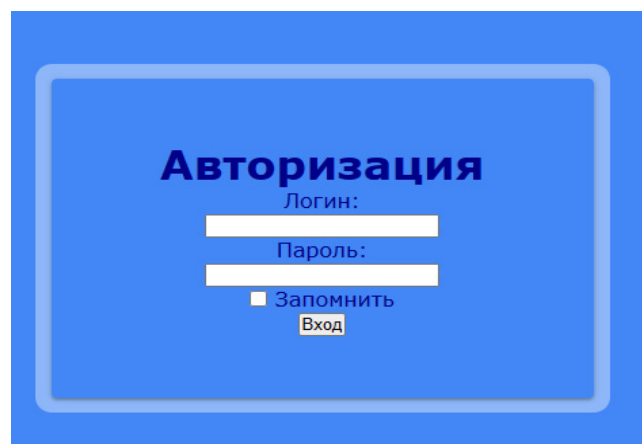 Авторизация
Логин:
Пароль:
Запомнить
Вход